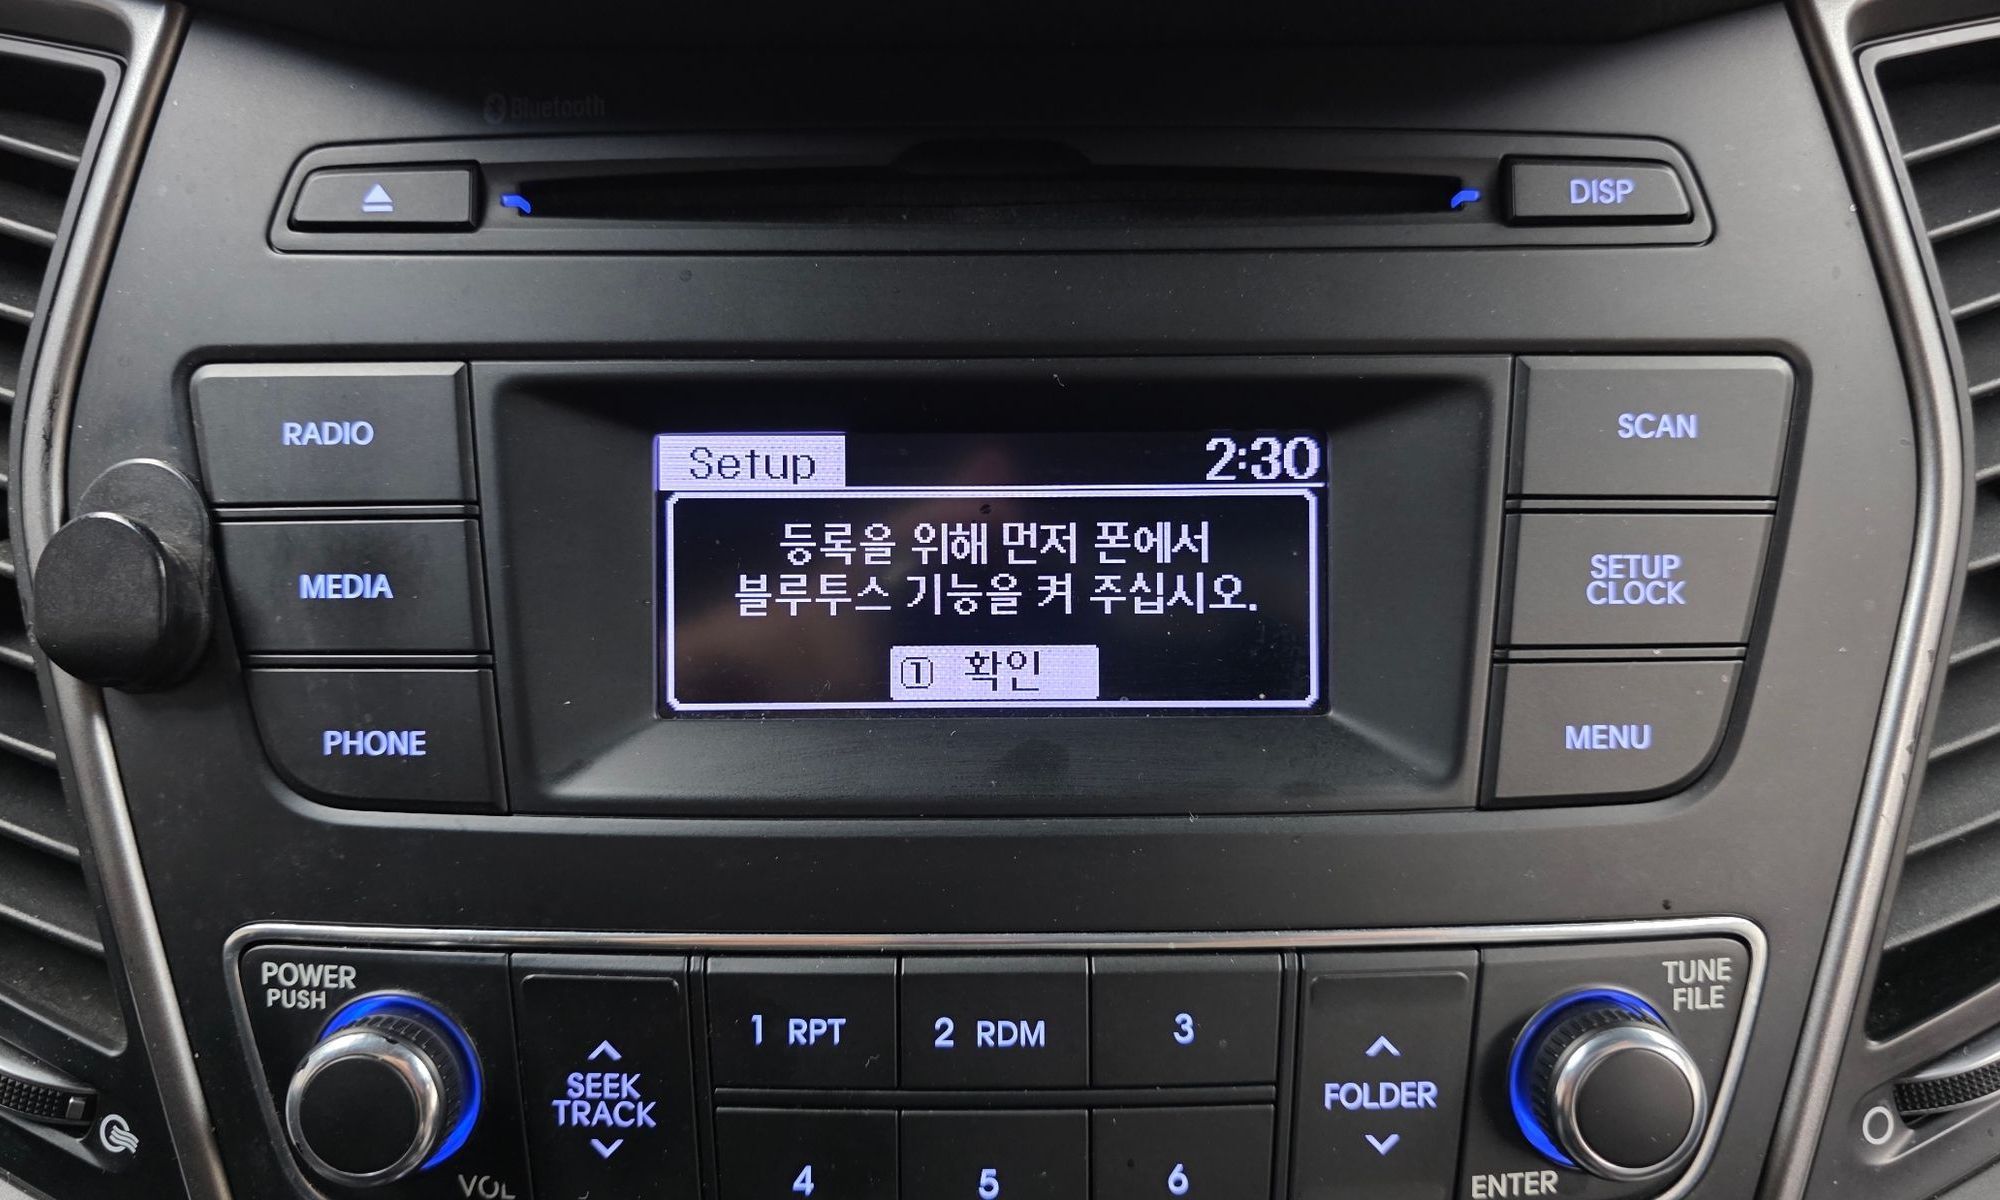 Bluetooth
DISP
RADIO
MEDIA
PHONE
Setup
2:30
등록을 위해 먼저 폰에서
블루투스 기능을 켜 주십시오.
① 확인
SCAN
SETUP
CLOCK
MENU
POWER
PUSH
VOL
SEEK
TRACK
1 RPT
2 RDM
3
4
5
6
FOLDER
TUNE
FILE
ENTER